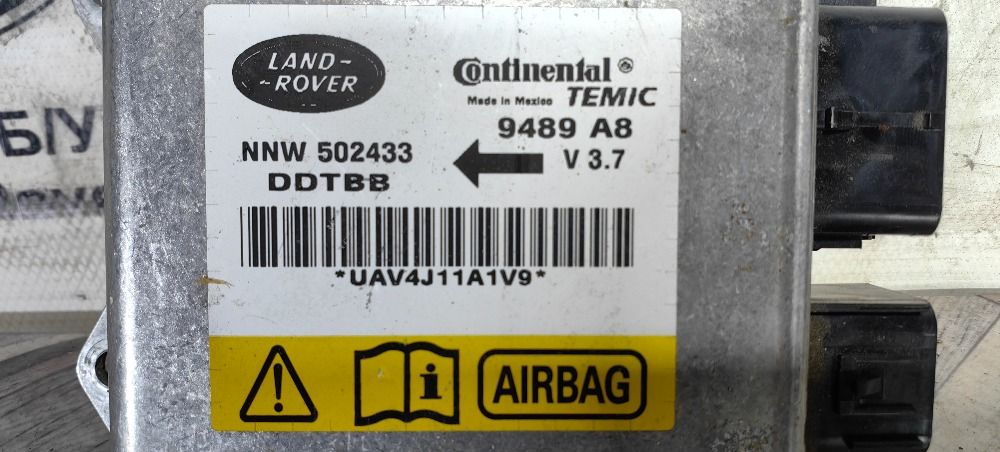 LAND-
-ROVER
Continental
Made in Mexico TEMIC
9489 A8
NNW 502433
V 3.7
DDTBB
*UAV4J11A1V9*
i AIRBAG
Б/У